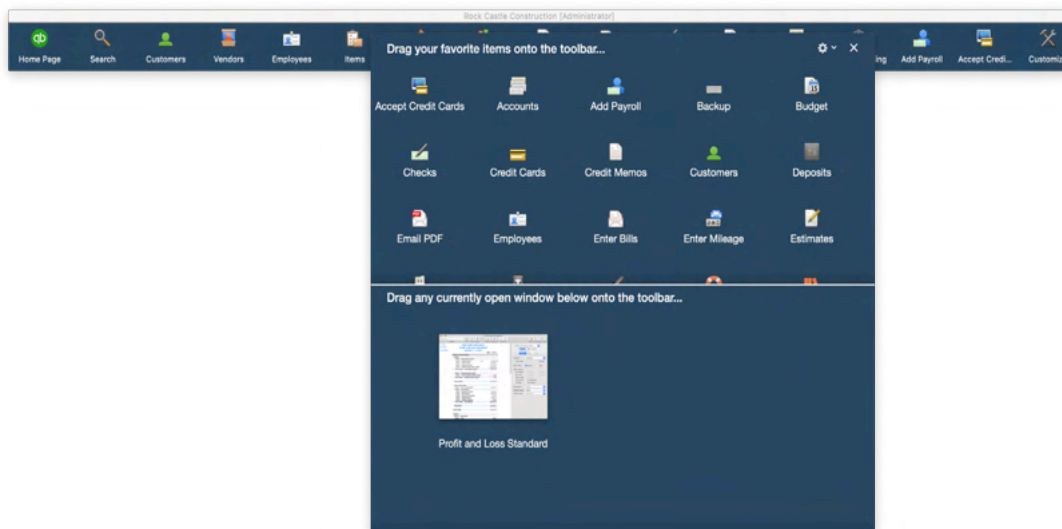 Rock Castle Construction [Administrator]
qb
Home Page Search Customers Vendors Employees Items
ing Add Payroll Accept Credi... Customiz
Drag your favorite items onto the toolbar...
Accept Credit Cards Accounts Add Payroll Backup Budget
Checks Credit Cards Credit Memos Customers Deposits
Email PDF Employees Enter Bills Enter Mileage Estimates
Drag any currently open window below onto the toolbar...
Profit and Loss Standard